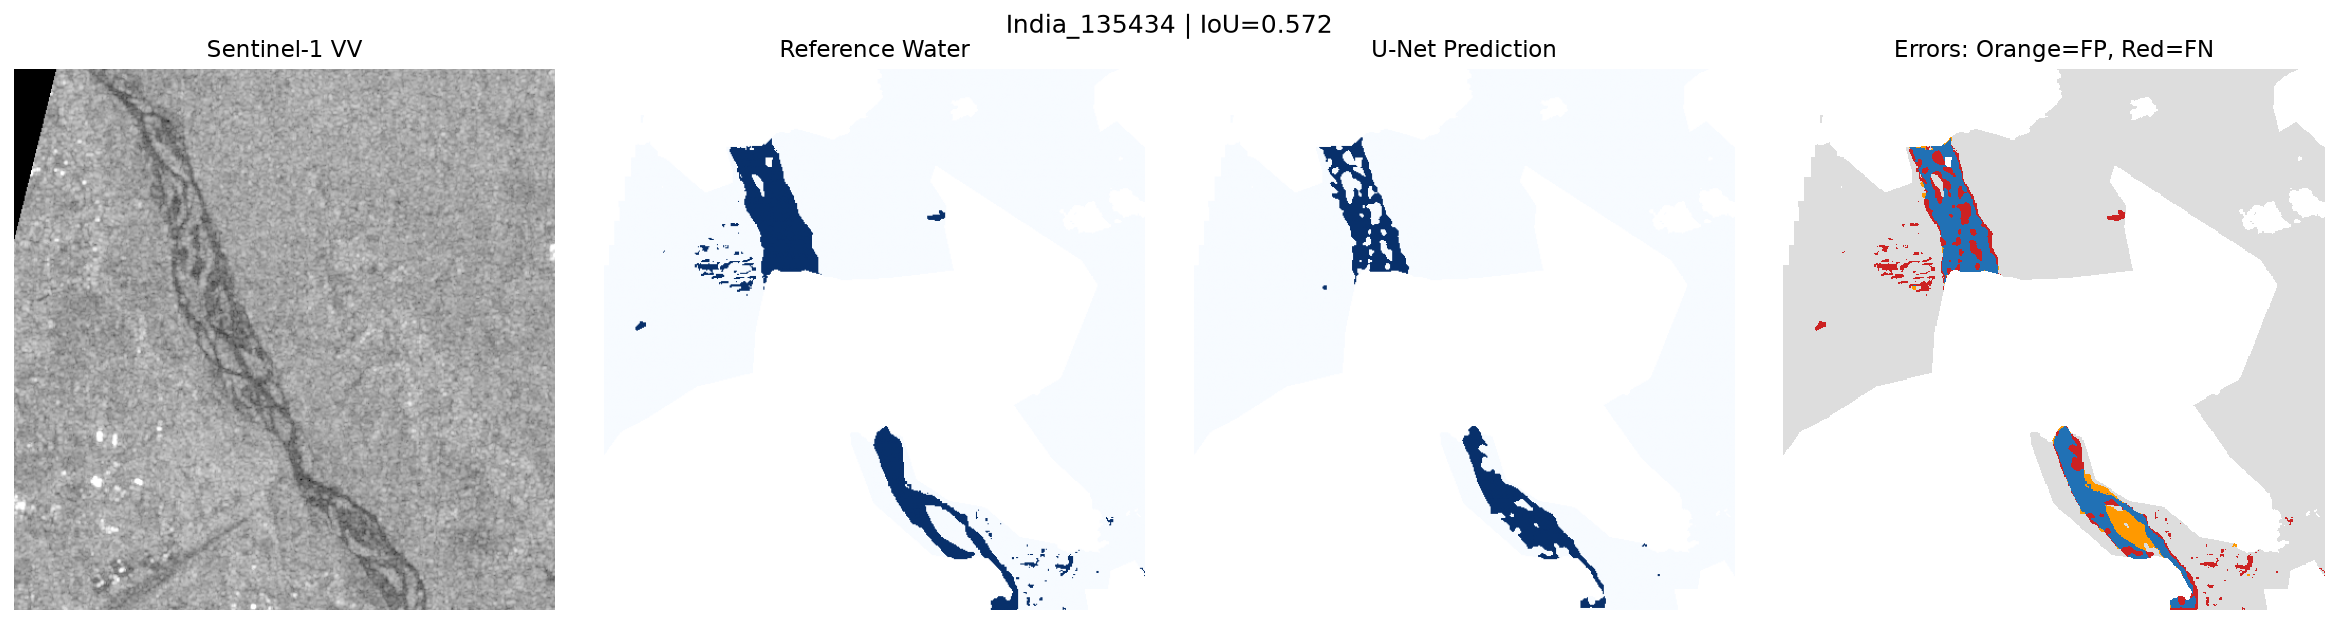 India_135434 | IoU=0.572
Sentinel-1 VV
Reference Water
U-Net Prediction
Errors: Orange=FP, Red=FN